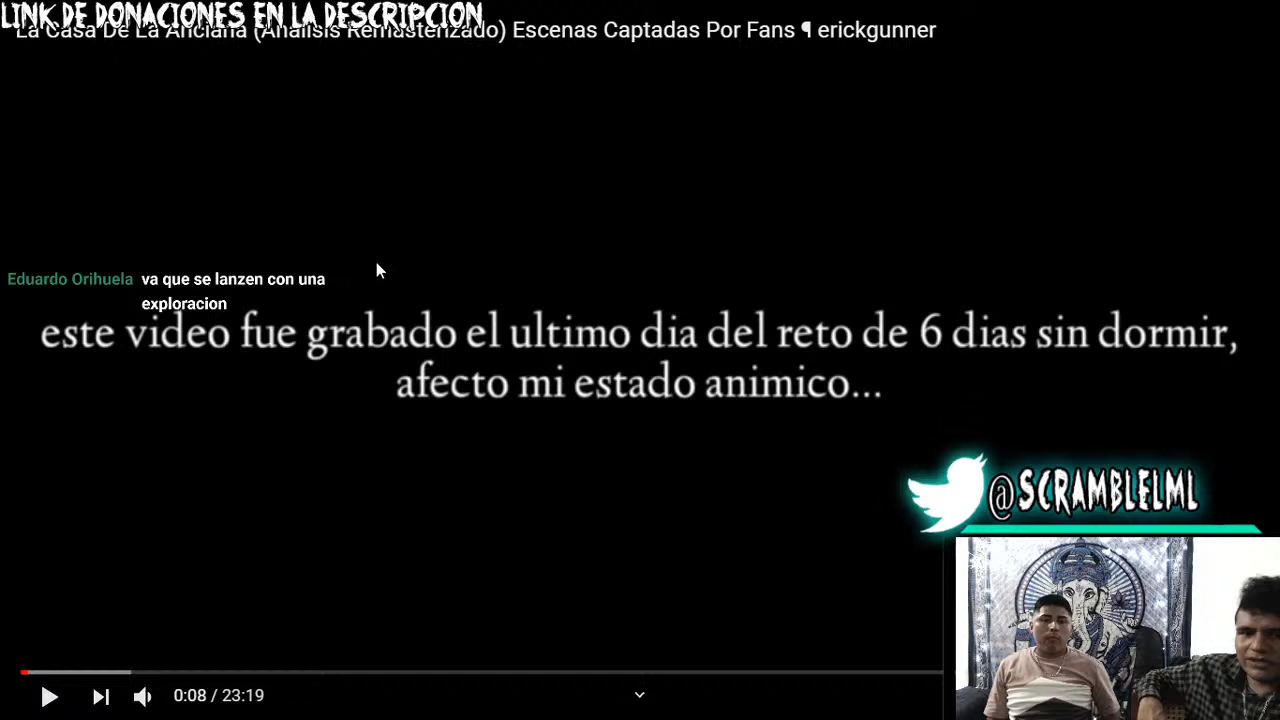 LINK DE DONACIONES EN LA DESCRIPCION
La Casa De La Anciana (Analisis Remasterizado) Escenas Captadas Por Fans ¶ erickgunner
Eduardo Orihuela va que se lanzen con una
exploracion
este video fue grabado el ultimo dia del reto de 6 dias sin dormir,
afecto mi estado animico...
@SCRAMBLELML
0:08 / 23:19